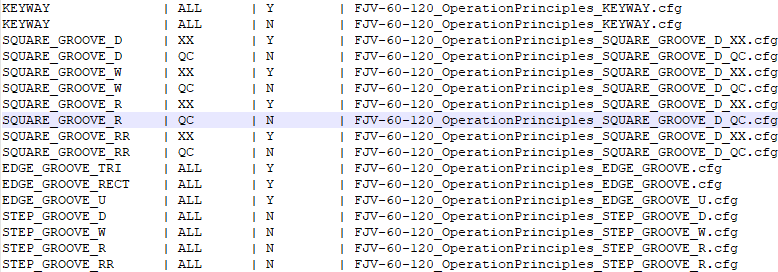 KEYWAY | ALL | Y | FJV-60-120_OperationPrinciples_KEYWAY.cfg
KEYWAY | ALL | N | FJV-60-120_OperationPrinciples_KEYWAY.cfg
SQUARE_GROOVE_D | XX | Y | FJV-60-120_OperationPrinciples_SQUARE_GROOVE_D_XX.cfg
SQUARE_GROOVE_D | QC | N | FJV-60-120_OperationPrinciples_SQUARE_GROOVE_D_QC.cfg
SQUARE_GROOVE_W | XX | Y | FJV-60-120_OperationPrinciples_SQUARE_GROOVE_D_XX.cfg
SQUARE_GROOVE_W | QC | N | FJV-60-120_OperationPrinciples_SQUARE_GROOVE_D_QC.cfg
SQUARE_GROOVE_R | XX | Y | FJV-60-120_OperationPrinciples_SQUARE_GROOVE_D_XX.cfg
SQUARE_GROOVE_R | QC | N | FJV-60-120_OperationPrinciples_SQUARE_GROOVE_D_QC.cfg
SQUARE_GROOVE_RR | XX | Y | FJV-60-120_OperationPrinciples_SQUARE_GROOVE_D_XX.cfg
SQUARE_GROOVE_RR | QC | N | FJV-60-120_OperationPrinciples_SQUARE_GROOVE_D_QC.cfg
EDGE_GROOVE_TRI | ALL | Y | FJV-60-120_OperationPrinciples_EDGE_GROOVE.cfg
EDGE_GROOVE_RECT | ALL | Y | FJV-60-120_OperationPrinciples_EDGE_GROOVE.cfg
EDGE_GROOVE_U | ALL | Y | FJV-60-120_OperationPrinciples_EDGE_GROOVE_U.cfg
STEP_GROOVE_D | ALL | N | FJV-60-120_OperationPrinciples_STEP_GROOVE_D.cfg
STEP_GROOVE_W | ALL | N | FJV-60-120_OperationPrinciples_STEP_GROOVE_W.cfg
STEP_GROOVE_R | ALL | N | FJV-60-120_OperationPrinciples_STEP_GROOVE_R.cfg
STEP_GROOVE_RR | ALL | N | FJV-60-120_OperationPrinciples_STEP_GROOVE_R.cfg